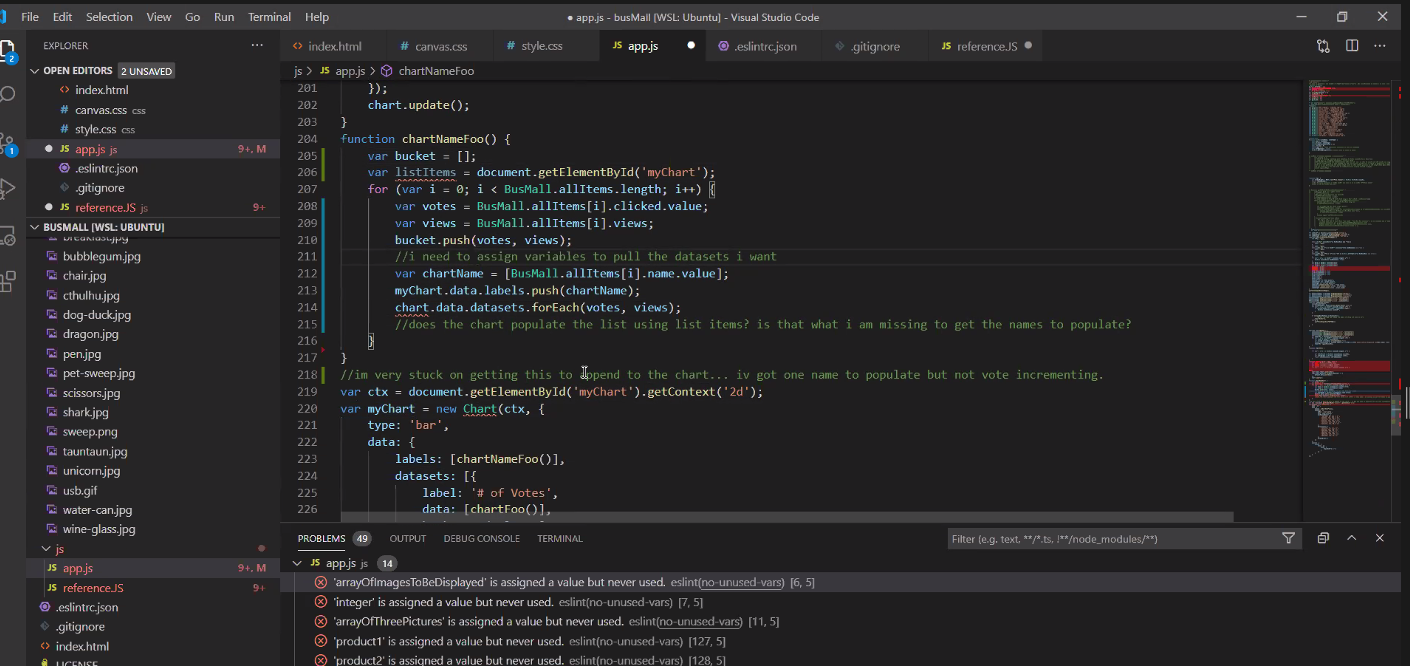 File Edit Selection View Go Run Terminal Help ● app.js - busMall [WSL: Ubuntu] - Visual Studio Code
EXPLORER ···
<> index.html # canvas.css # style.css JS app.js ● .eslintrc.json .gitignore JS reference.JS ●
2
OPEN EDITORS 2 UNSAVED
<> index.html
# canvas.css css
# style.css css
● JS app.js js 9+, M
.eslintrc.json
.gitignore
● JS reference.JS js 9+
1
BUSMALL [WSL: UBUNTU]
breakfast.jpg
bubblegum.jpg
chair.jpg
cthulhu.jpg
dog-duck.jpg
dragon.jpg
pen.jpg
pet-sweep.jpg
scissors.jpg
shark.jpg
sweep.png
tauntaun.jpg
unicorn.jpg
usb.gif
water-can.jpg
wine-glass.jpg
js
JS app.js 9+, M
JS reference.JS 9+
.eslintrc.json
.gitignore
<> index.html
LICENSE
js > JS app.js > chartNameFoo
201 });
202 chart.update();
203 }
204 function chartNameFoo() {
205 var bucket = [];
206 var listItems = document.getElementById('myChart');
207 for (var i = 0; i < BusMall.allItems.length; i++) {
208 var votes = BusMall.allItems[i].clicked.value;
209 var views = BusMall.allItems[i].views;
210 bucket.push(votes, views);
211 //i need to assign variables to pull the datasets i want
212 var chartName = [BusMall.allItems[i].name.value];
213 myChart.data.labels.push(chartName);
214 chart.data.datasets.forEach(votes, views);
215 //does the chart populate the list using list items? is that what i am missing to get the names to populate?
216 }
217 }
218 //im very stuck on getting this to append to the chart... iv got one name to populate but not vote incrementing.
219 var ctx = document.getElementById('myChart').getContext('2d');
220 var myChart = new Chart(ctx, {
221 type: 'bar',
222 data: {
223 labels: [chartNameFoo()],
224 datasets: [{
225 label: '# of Votes',
226 data: [chartFoo()],
PROBLEMS 49 OUTPUT DEBUG CONSOLE TERMINAL Filter (e.g. text, **/*.ts, !**/node_modules/**)
JS app.js js 14
'arrayOfImagesToBeDisplayed' is assigned a value but never used. eslint(no-unused-vars) [6, 5]
'integer' is assigned a value but never used. eslint(no-unused-vars) [7, 5]
'arrayOfThreePictures' is assigned a value but never used. eslint(no-unused-vars) [11, 5]
'product1' is assigned a value but never used. eslint(no-unused-vars) [127, 5]
'product2' is assigned a value but never used. eslint(no-unused-vars) [128, 5]